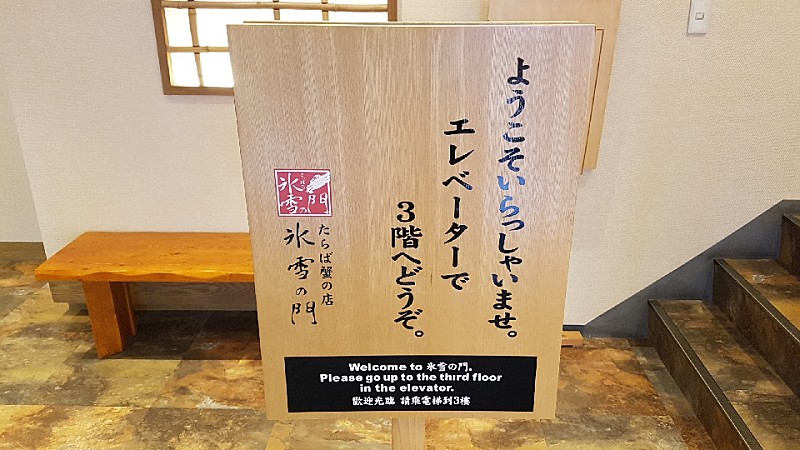 ようこそいらっしゃいませ。
エレベーターで
3階へどうぞ。
氷雪の門
たらば蟹の店
氷雪の門
Welcome to 氷雪の門。
Please go up to the third floor
in the elevator.
歡迎光臨 請乘電梯到3樓